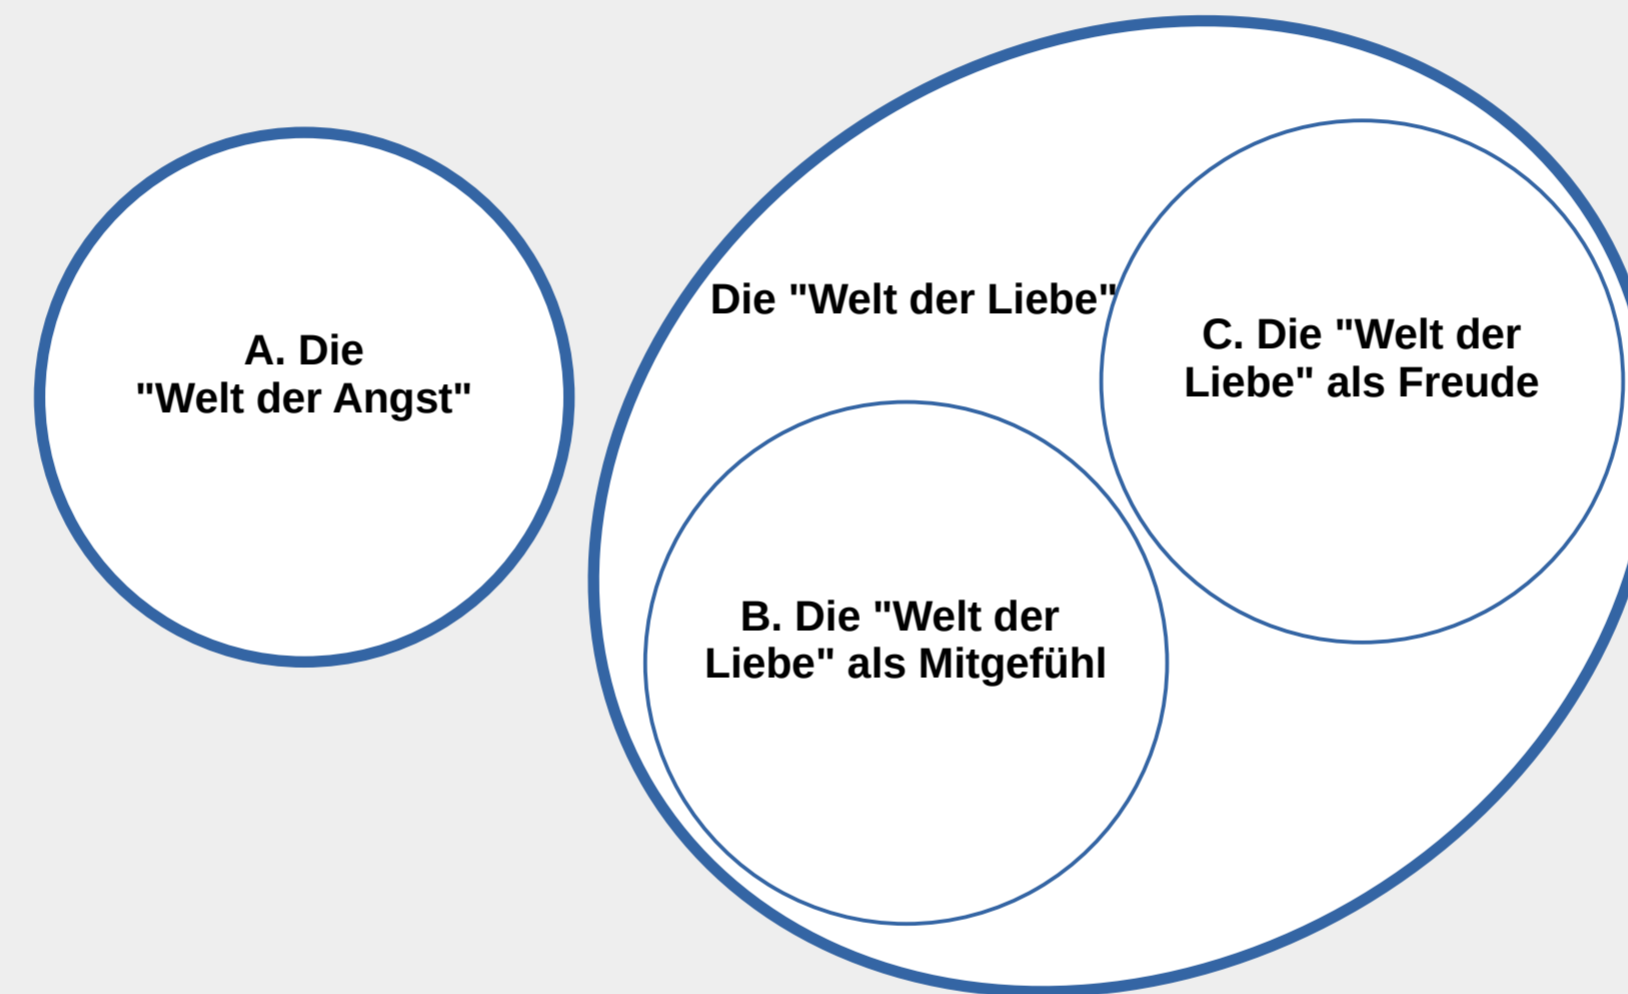 A. Die
"Welt der Angst"
Die "Welt der Liebe"
B. Die "Welt der
Liebe" als Mitgefühl
C. Die "Welt der
Liebe" als Freude